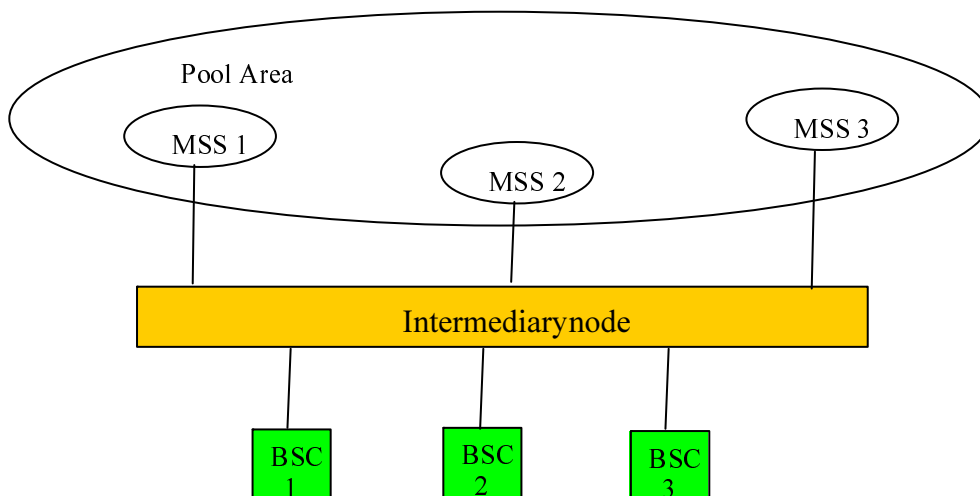 Pool Area
MSS 1
MSS 2
MSS 3
Intermediarynode
BSC
1
BSC
2
BSC
3